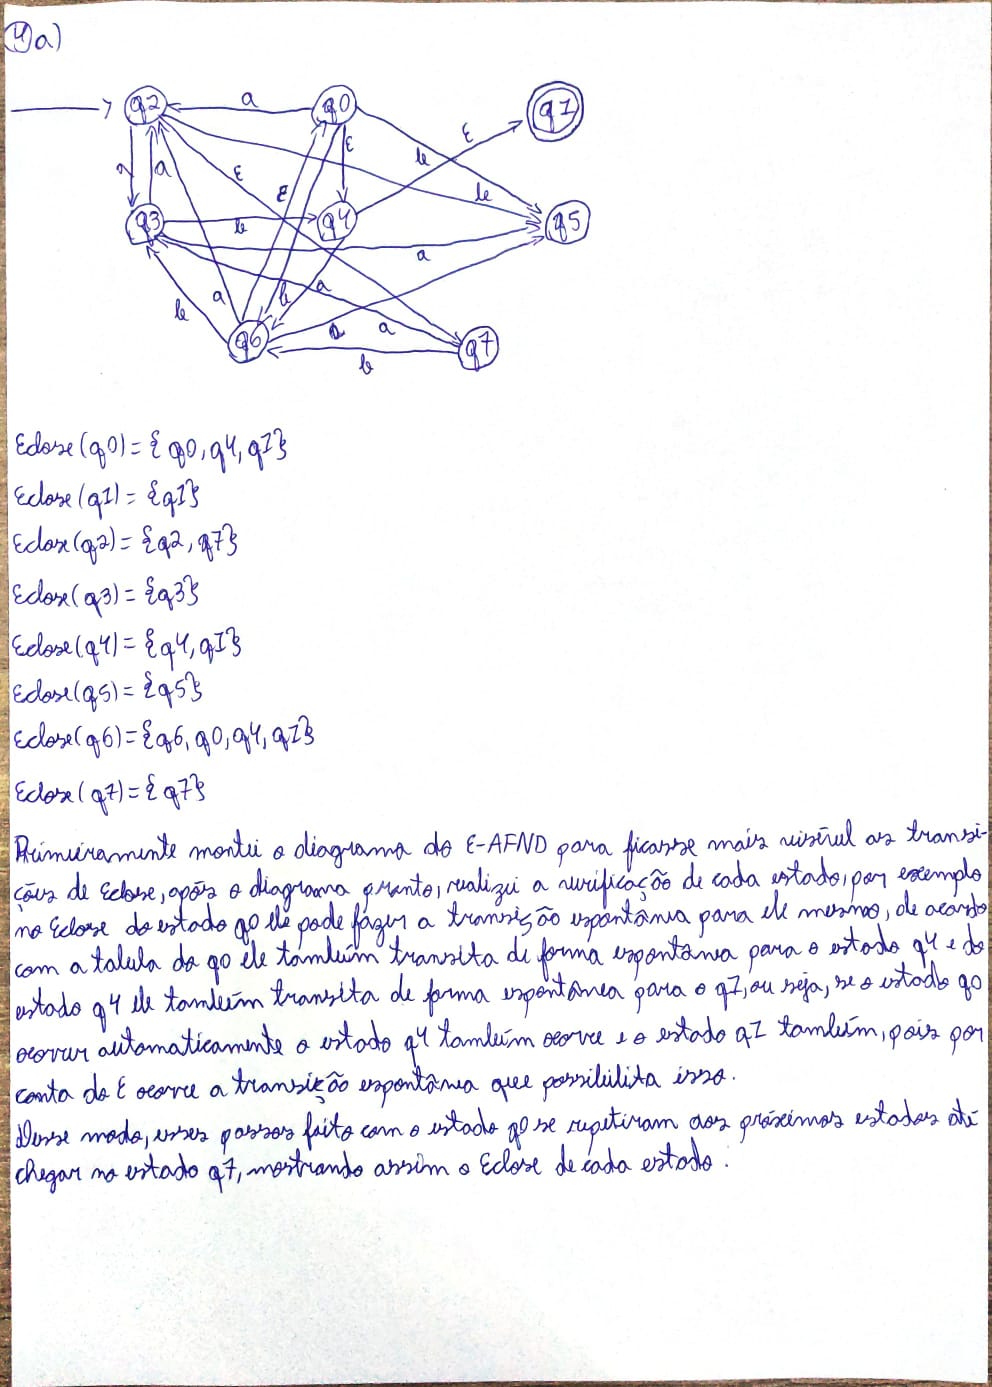 4)a)
q2 a q0 q1
ε ε b
a a ε ε b
q3 b q4 q5
a
a b a
b a a
q6 b q7
Eclose(q0) = {q0, q4, q1}
Eclose(q1) = {q1}
Eclose(q2) = {q2, q7}
Eclose(q3) = {q3}
Eclose(q4) = {q4, q1}
Eclose(q5) = {q5}
Eclose(q6) = {q6, q0, q4, q1}
Eclose(q7) = {q7}
Primeiramente montei o diagrama do E-AFND para ficasse mais visível as transi-
ções de Eclose, após o diagrama pronto, realizei a verificação de cada estado, por exemplo
no Eclose do estado q0 ele pode fazer a transição espontânia para ele mesmo, de acordo
com a tabela do q0 ele também transita de forma espontânea para o estado q4 e do
estado q4 ele também transita de forma espontânea para o q1, ou seja, se o estado q0
ocorrer automaticamente o estado q4 também ocorre e o estado q1 também, pois por
conta do E ocorre a transição espontânea que possibilita isso.
Desse modo, esses passos feito com o estado q0 se repetiram aos próximos estados até
chegar no estado q7, mostrando assim o Eclose de cada estado.